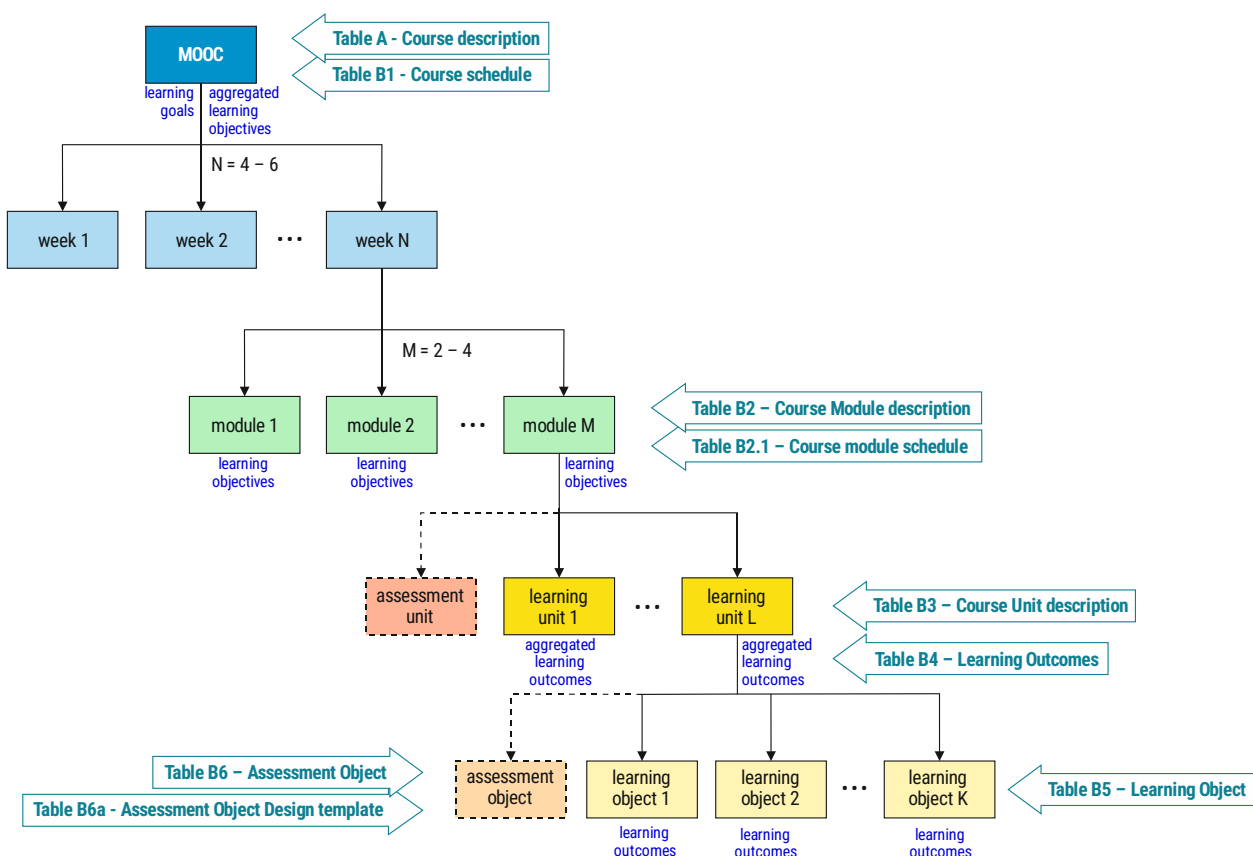 MOOC
Table A - Course description
Table B1 - Course schedule
learning
goals
aggregated
learning
objectives
N = 4 – 6
week 1
week 2
•••
week N
M = 2 – 4
module 1
module 2
•••
module M
Table B2 – Course Module description
Table B2.1 – Course module schedule
learning
objectives
learning
objectives
learning
objectives
assessment
unit
learning
unit 1
•••
learning
unit L
Table B3 – Course Unit description
Table B4 – Learning Outcomes
aggregated
learning
outcomes
aggregated
learning
outcomes
Table B6 – Assessment Object
Table B6a - Assessment Object Design template
assessment
object
learning
object 1
learning
object 2
•••
learning
object K
Table B5 – Learning Object
learning
outcomes
learning
outcomes
learning
outcomes